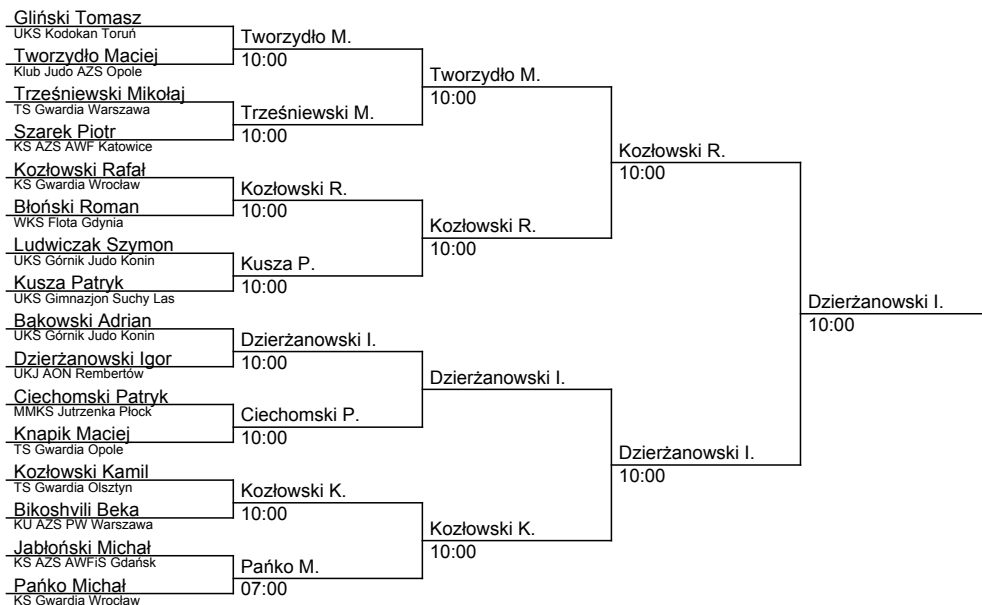 Gliński Tomasz
UKS Kodokan Toruń
Tworzydło Maciej
Klub Judo AZS Opole
Trześniewski Mikołaj
TS Gwardia Warszawa
Szarek Piotr
KS AZS AWF Katowice
Kozłowski Rafał
KS Gwardia Wrocław
Błoński Roman
WKS Flota Gdynia
Ludwiczak Szymon
UKS Górnik Judo Konin
Kusza Patryk
UKS Gimnazjon Suchy Las
Bąkowski Adrian
UKS Górnik Judo Konin
Dzierżanowski Igor
UKJ AON Rembertów
Ciechomski Patryk
MMKS Jutrzenka Płock
Knapik Maciej
TS Gwardia Opole
Kozłowski Kamil
TS Gwardia Olsztyn
Bikoshvili Beka
KU AZS PW Warszawa
Jabłoński Michał
KS AZS AWFiS Gdańsk
Pańko Michał
KS Gwardia Wrocław
Tworzydło M.
10:00
Trześniewski M.
10:00
Kozłowski R.
10:00
Kusza P.
10:00
Dzierżanowski I.
10:00
Ciechomski P.
10:00
Kozłowski K.
10:00
Pańko M.
07:00
Tworzydło M.
10:00
Kozłowski R.
10:00
Dzierżanowski I.
Kozłowski K.
10:00
Kozłowski R.
10:00
Dzierżanowski I.
10:00
Dzierżanowski I.
10:00